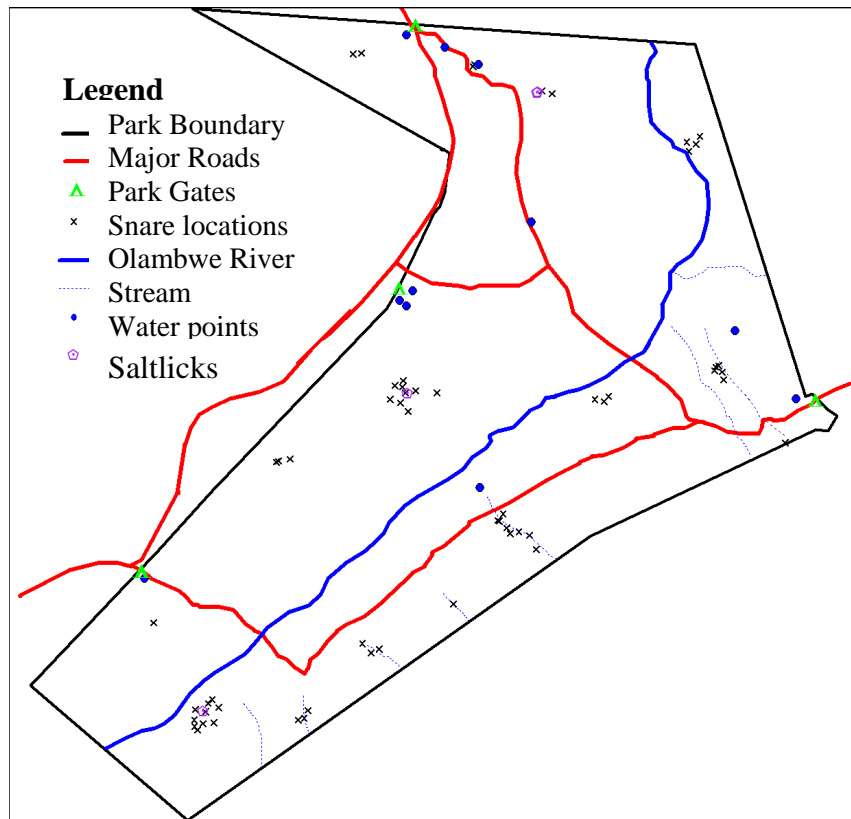 Legend
Park Boundary
Major Roads
Park Gates
Snare locations
Olambwe River
Stream
Water points
Saltlicks